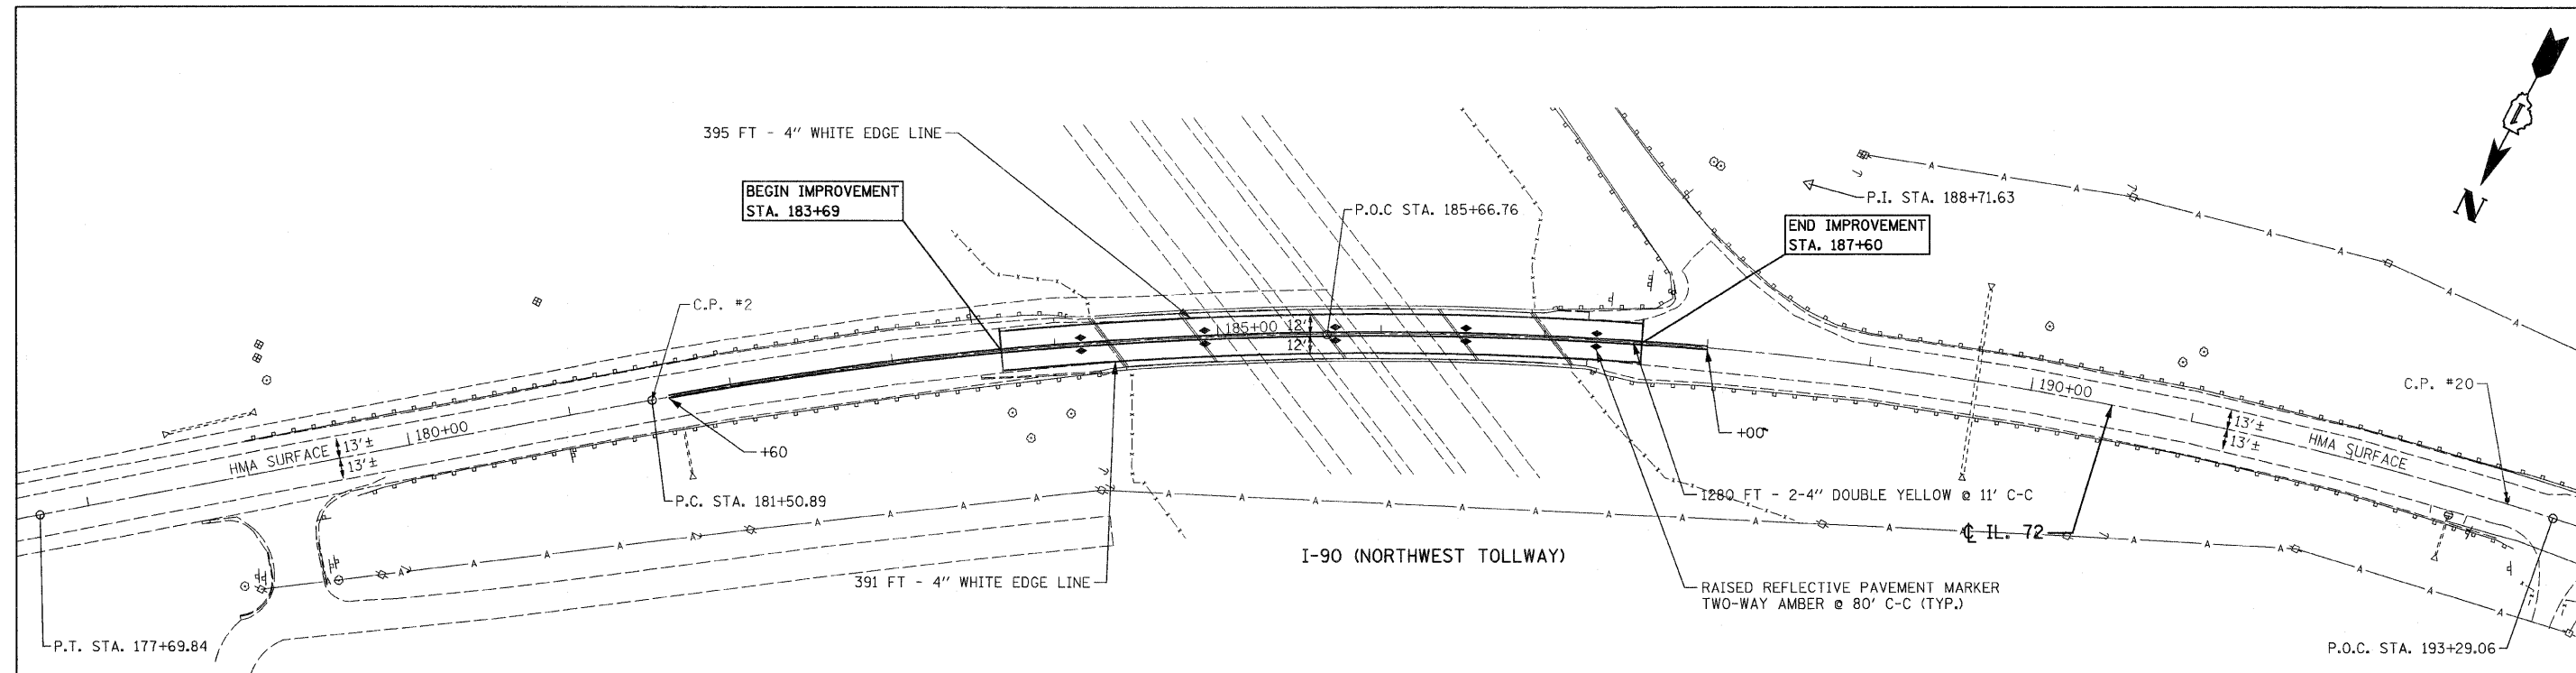 395 FT - 4" WHITE EDGE LINE
BEGIN IMPROVEMENT
STA. 183+69
P.O.C STA. 185+66.76
P.I. STA. 188+71.63
END IMPROVEMENT
STA. 187+60
N
C.P. #2
185+00
12'
12'
180+00
HMA SURFACE
13'±
13'±
+60
P.C. STA. 181+50.89
+00
190+00
C.P. #20
13'±
13'±
HMA SURFACE
1280 FT - 2-4" DOUBLE YELLOW @ 11' C-C
℄ IL. 72
I-90 (NORTHWEST TOLLWAY)
391 FT - 4" WHITE EDGE LINE
RAISED REFLECTIVE PAVEMENT MARKER
TWO-WAY AMBER @ 80' C-C (TYP.)
P.T. STA. 177+69.84
P.O.C. STA. 193+29.06